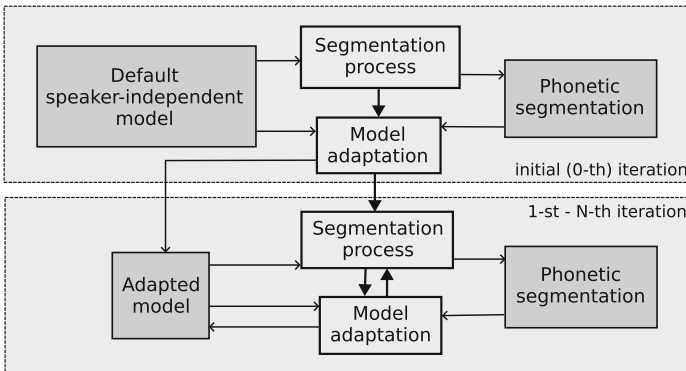 Segmentation
process
Default
speaker-independent
model
Phonetic
segmentation
Model
adaptation
initial (0-th) iteration
1-st - N-th iteration
Segmentation
process
Adapted
model
Phonetic
segmentation
Model
adaptation